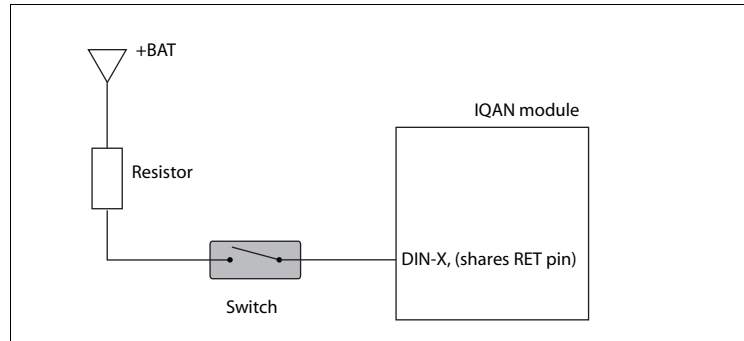 +BAT
IQAN module
Resistor
DIN-X, (shares RET pin)
Switch